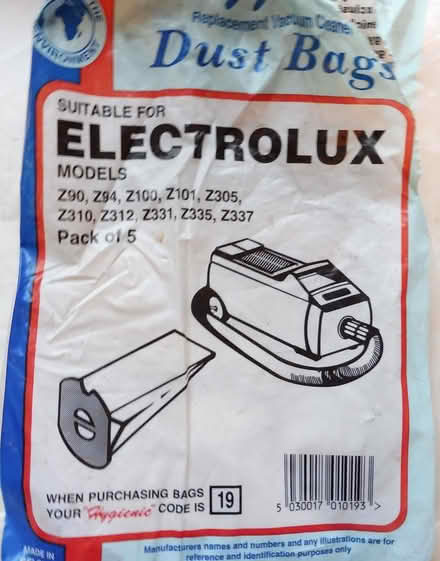 THE
ENVIRONMENT
Replacement Vacuum Cleaner
Dust Bags
SUITABLE FOR
ELECTROLUX
MODELS
Z90, Z94, Z100, Z101, Z305,
Z310, Z312, Z331, Z335, Z337
Pack of 5
WHEN PURCHASING BAGS
YOUR "Hygienic" CODE IS 19
5 030017 010193 >
MADE IN
Manufacturers names and numbers and any illustrations are for
reference and identification purposes only